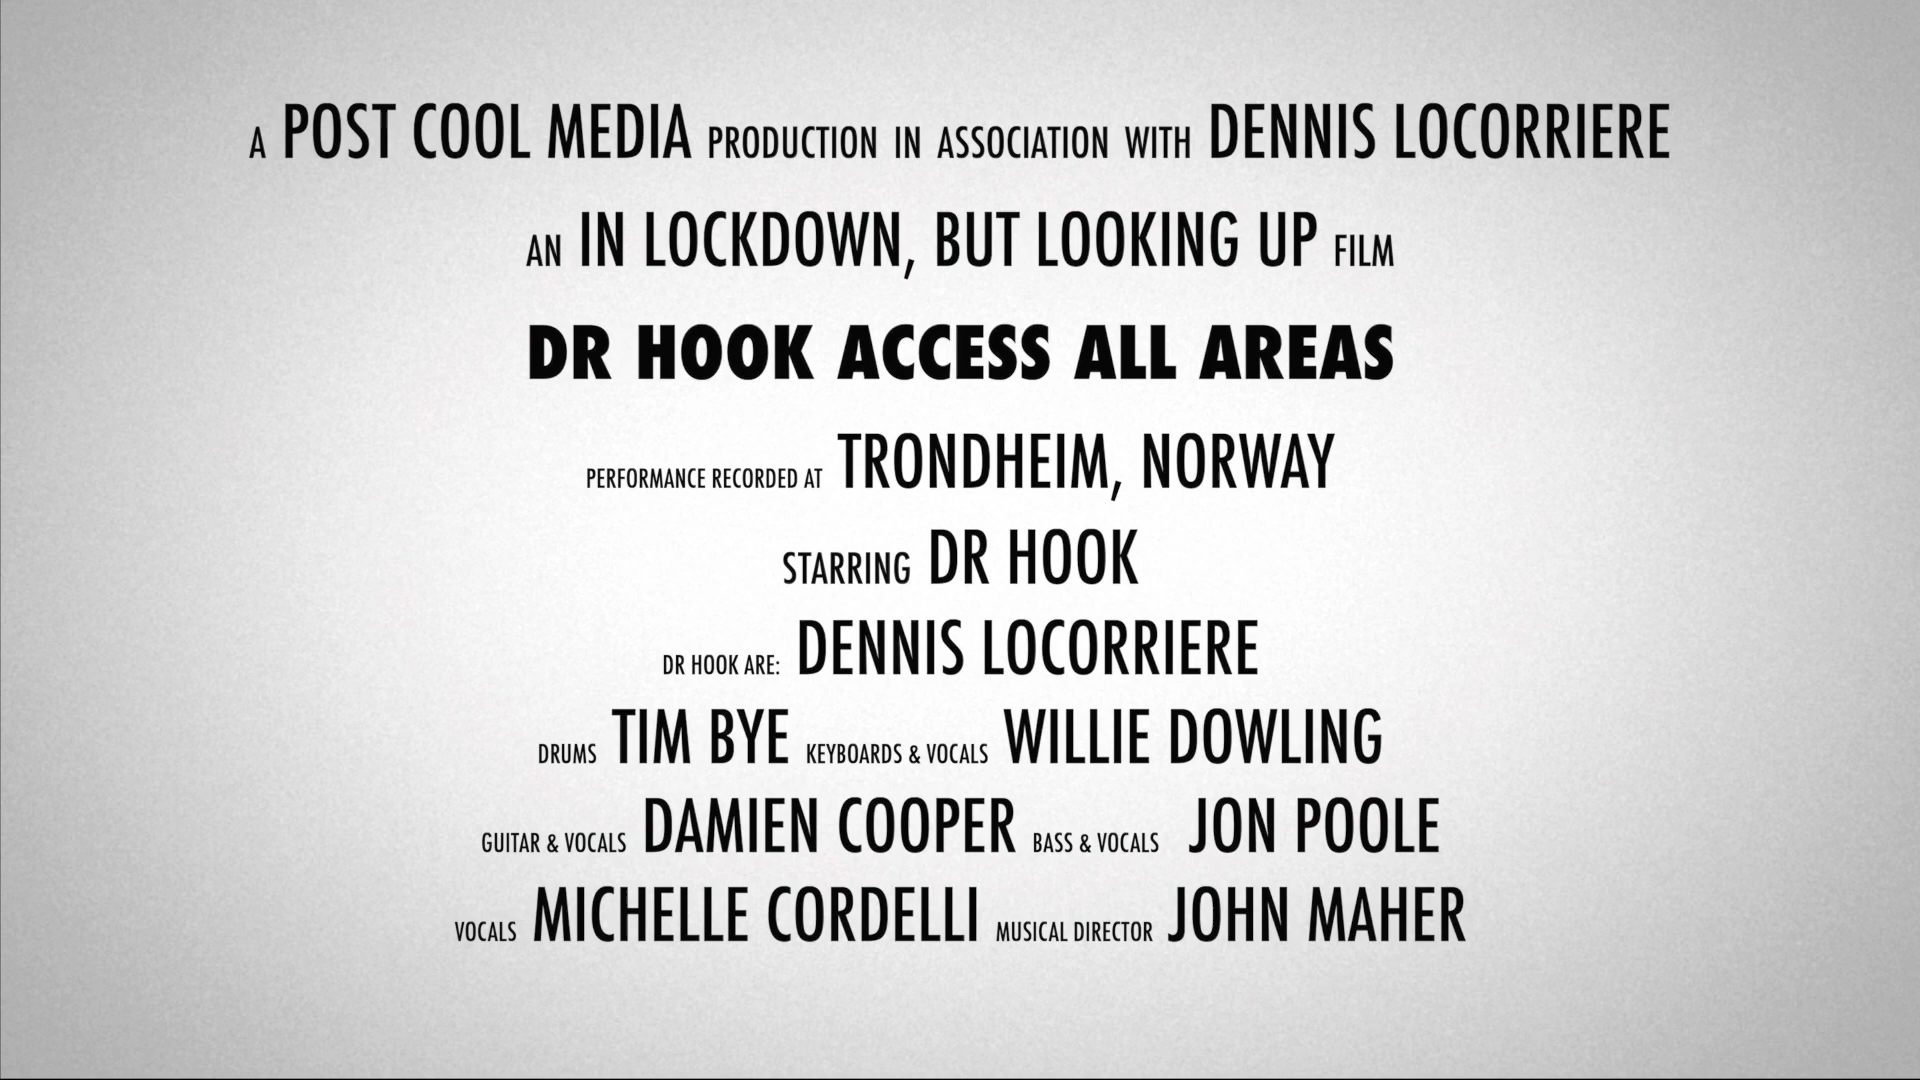 A POST COOL MEDIA PRODUCTION IN ASSOCIATION WITH DENNIS LOCORRIERE
AN IN LOCKDOWN, BUT LOOKING UP FILM
DR HOOK ACCESS ALL AREAS
PERFORMANCE RECORDED AT TRONDHEIM, NORWAY
STARRING DR HOOK
DR HOOK ARE: DENNIS LOCORRIERE
DRUMS TIM BYE KEYBOARDS & VOCALS WILLIE DOWLING
GUITAR & VOCALS DAMIEN COOPER BASS & VOCALS JON POOLE
VOCALS MICHELLE CORDELLI MUSICAL DIRECTOR JOHN MAHER